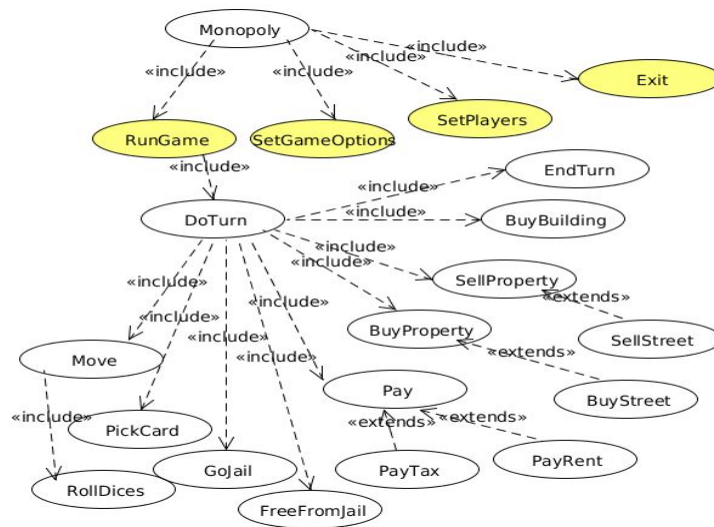 Monopoly
«include»
«include»
«include»
«include»
Exit
SetPlayers
RunGame
SetGameOptions
«include»
EndTurn
«include»
DoTurn
«include»
BuyBuilding
«include»
«include»
SellProperty
«include»
«include»
«extends»
«include»
BuyProperty
SellStreet
«include»
«include»
Move
«extends»
Pay
BuyStreet
«include»
PickCard
«extends»
«extends»
GoJail
PayTax
PayRent
RollDices
FreeFromJail